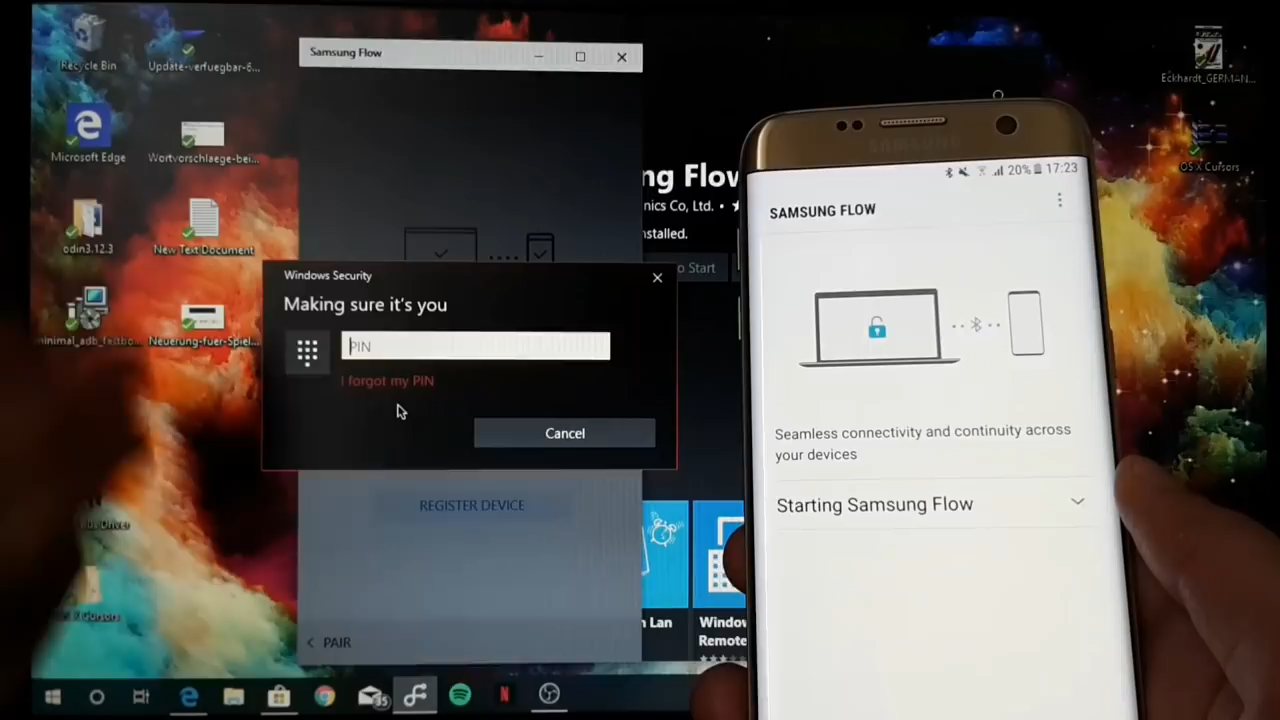 Recycle Bin
Update-verfuegbar-6...
Microsoft Edge
Wortvorschlaege-bei...
odin3.12.3
New Text Document
Neuerung-fuer-Spiel...
Samsung Flow
ng Flow
nics Co, Ltd. •
nstalled.
o Start
Windows Security
Making sure it's you
PIN
I forgot my PIN
Cancel
REGISTER DEVICE
PAIR
n Lan
Window
Remote
Eckhardt_GERMAN...
OS X Cursors
SAMSUNG
20% 17:23
SAMSUNG FLOW
Seamless connectivity and continuity across
your devices
Starting Samsung Flow